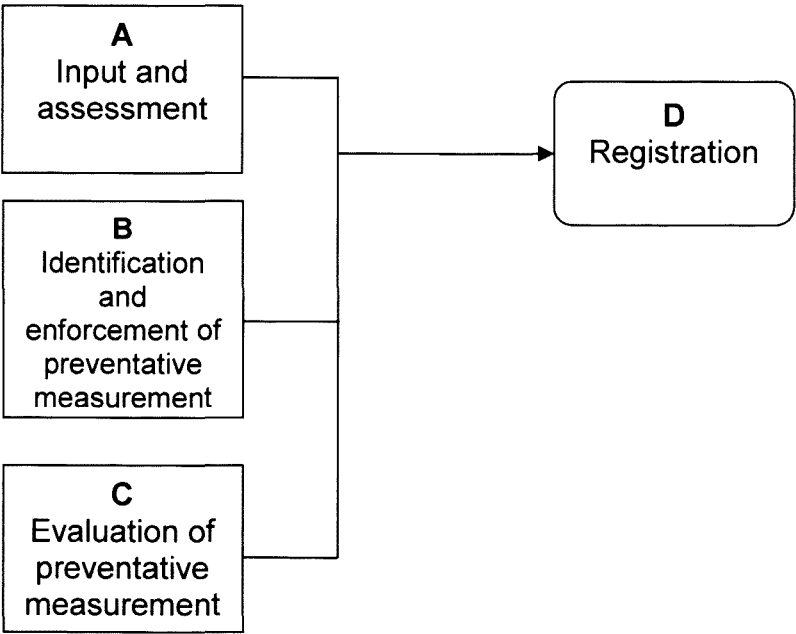 A
Input and
assessment
B
Identification
and
enforcement of
preventative
measurement
C
Evaluation of
preventative
measurement
D
Registration